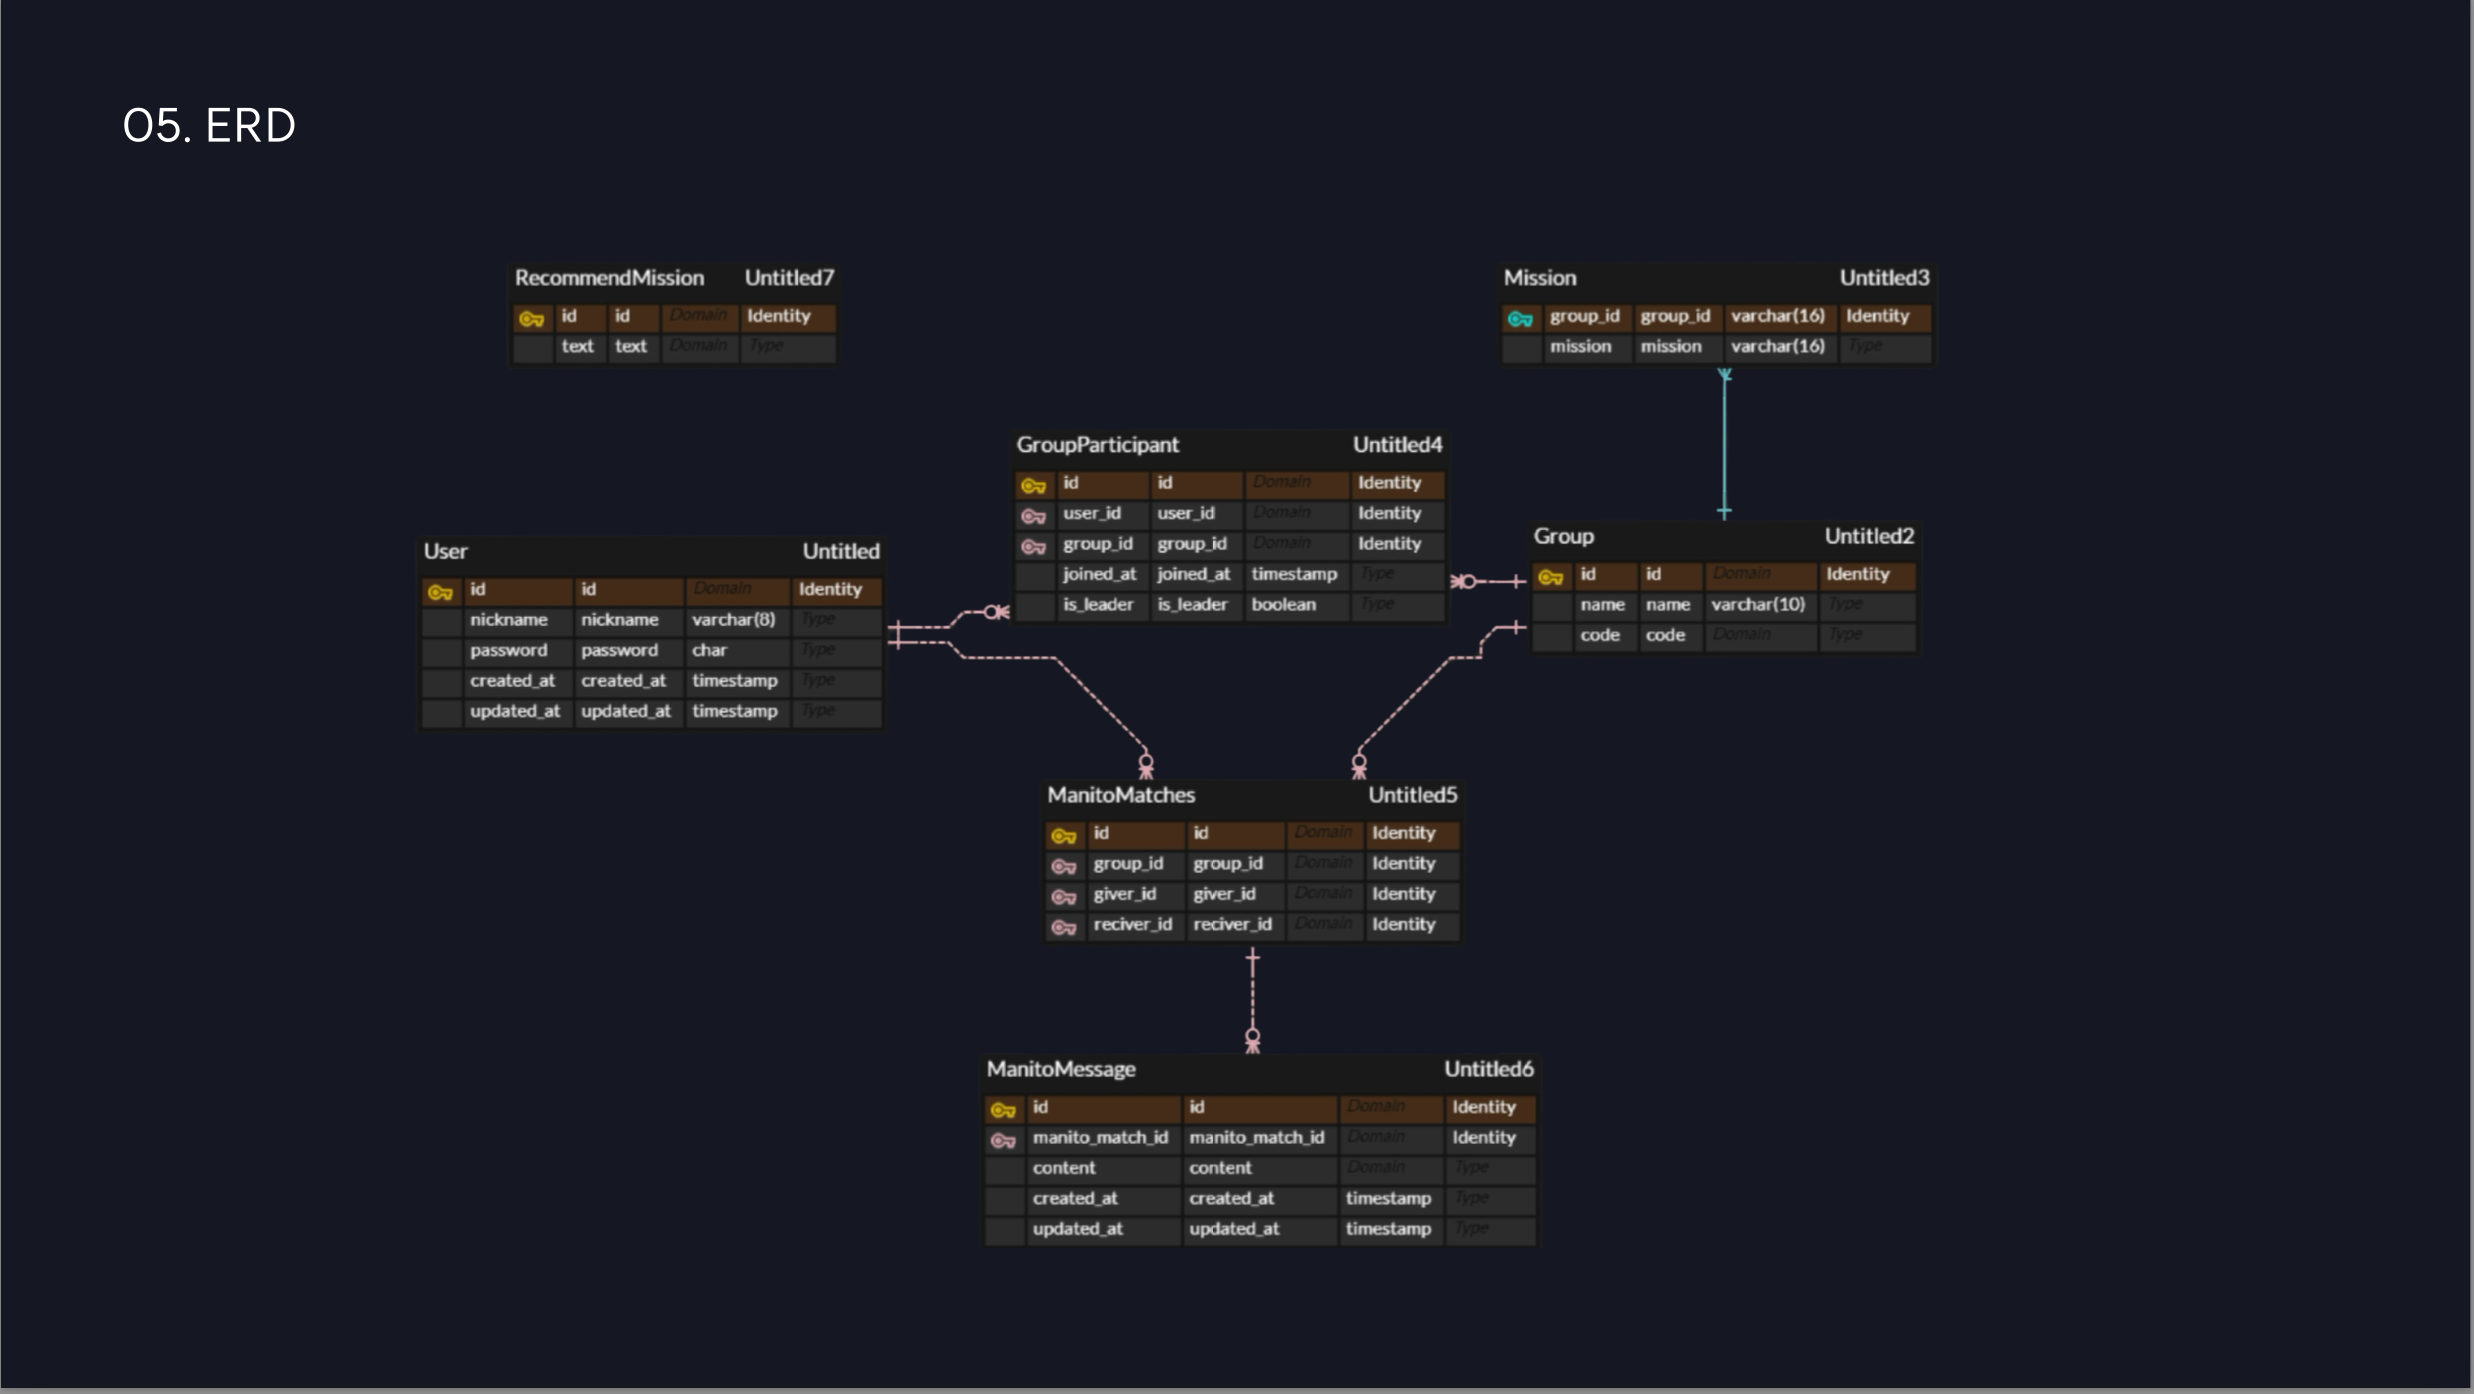 05. ERD
RecommendMission Untitled7
id id Domain Identity
text text Domain Type
Mission Untitled3
group_id group_id varchar(16) Identity
mission mission varchar(16) Type
GroupParticipant Untitled4
id id Domain Identity
user_id user_id Domain Identity
group_id group_id Domain Identity
joined_at joined_at timestamp Type
is_leader is_leader boolean Type
User Untitled
id id Domain Identity
nickname nickname varchar(8) Type
password password char Type
created_at created_at timestamp Type
updated_at updated_at timestamp Type
Group Untitled2
id id Domain Identity
name name varchar(10) Type
code code Domain Type
ManitoMatches Untitled5
id id Domain Identity
group_id group_id Domain Identity
giver_id giver_id Domain Identity
reciver_id reciver_id Domain Identity
ManitoMessage Untitled6
id id Domain Identity
manito_match_id manito_match_id Domain Identity
content content Domain Type
created_at created_at timestamp Type
updated_at updated_at timestamp Type